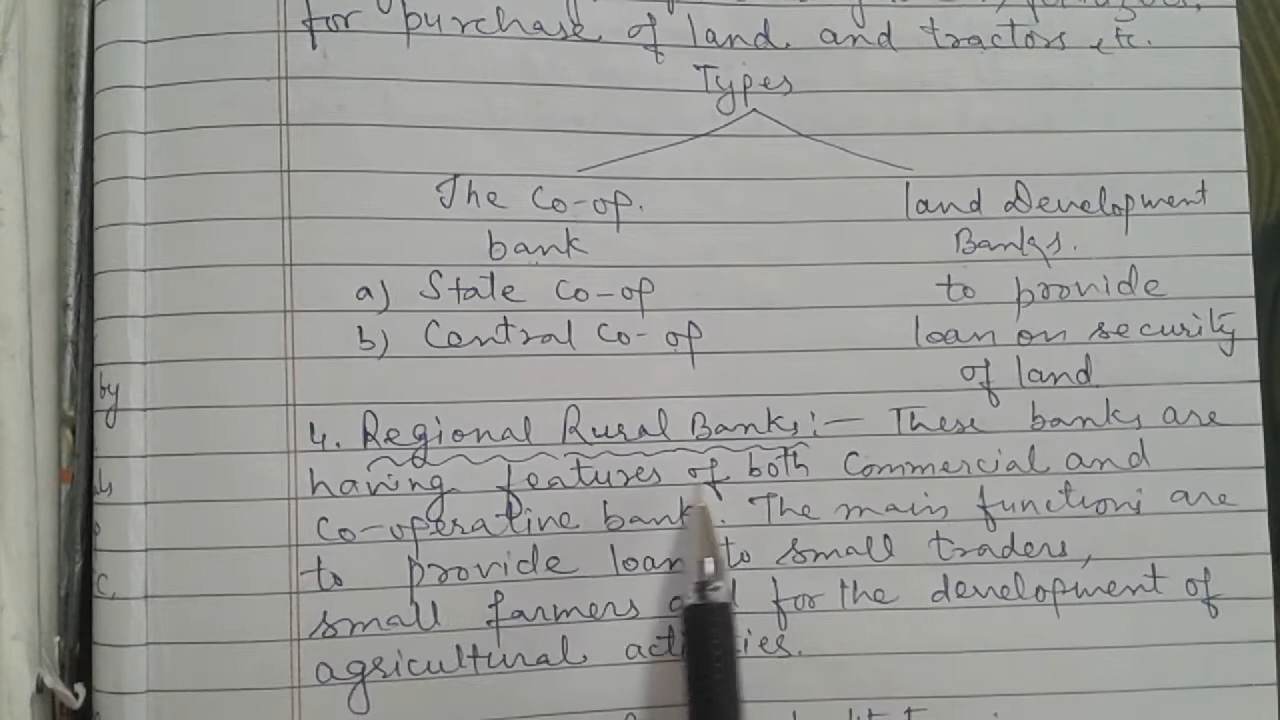 for purchase of land and tractors etc.
Types
The Co-op. bank
a) State Co-op
b) Central Co-op
land Development Banks.
to provide
loan on security
of land
by
4. Regional Rural Banks:- These banks are
having features of both Commercial and
Co-operative bank. The main functions are
to provide loan to small traders,
small farmers and for the development of
agricultural activities.